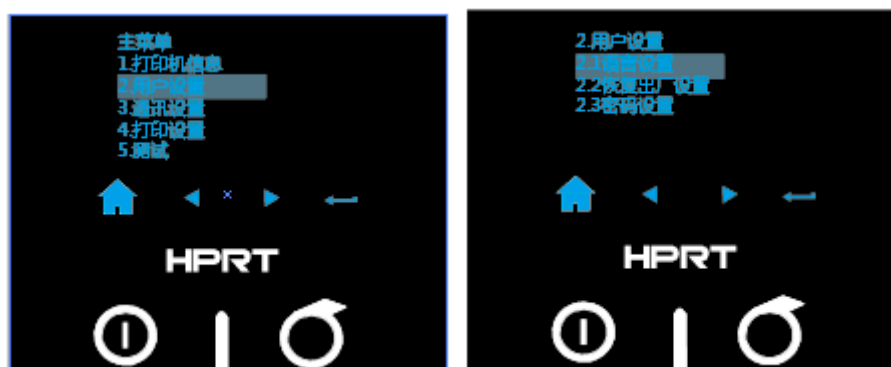 主菜单
1.打印机信息
2.用户设置
3.通讯设置
4.打印设置
5.测试
HPRT
2.用户设置
2.1语言设置
2.2恢复出厂设置
2.3密码设置
HPRT